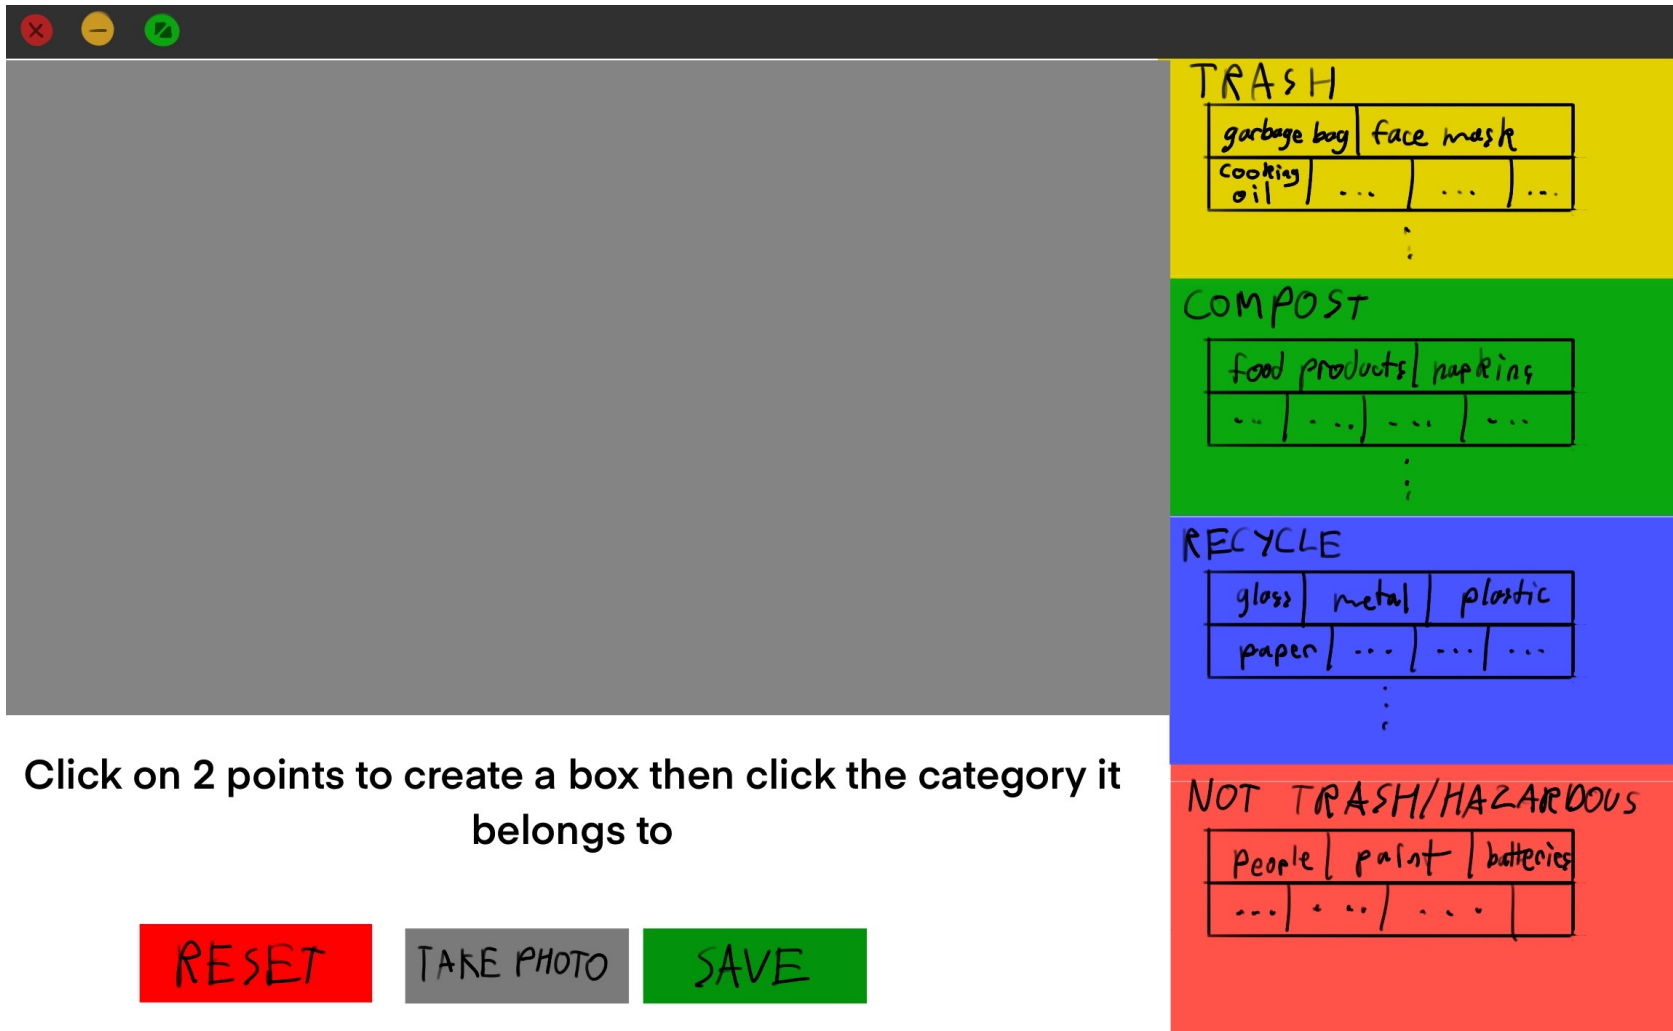 TRASH
garbage bag face mask
cooking oil ... ... ...
COMPOST
food products napkins
... ... ... ...
RECYCLE
glass metal plastic
paper ... ... ...
NOT TRASH/HAZARDOUS
people paint batteries
... ... ...
Click on 2 points to create a box then click the category it
belongs to
RESET TAKE PHOTO SAVE